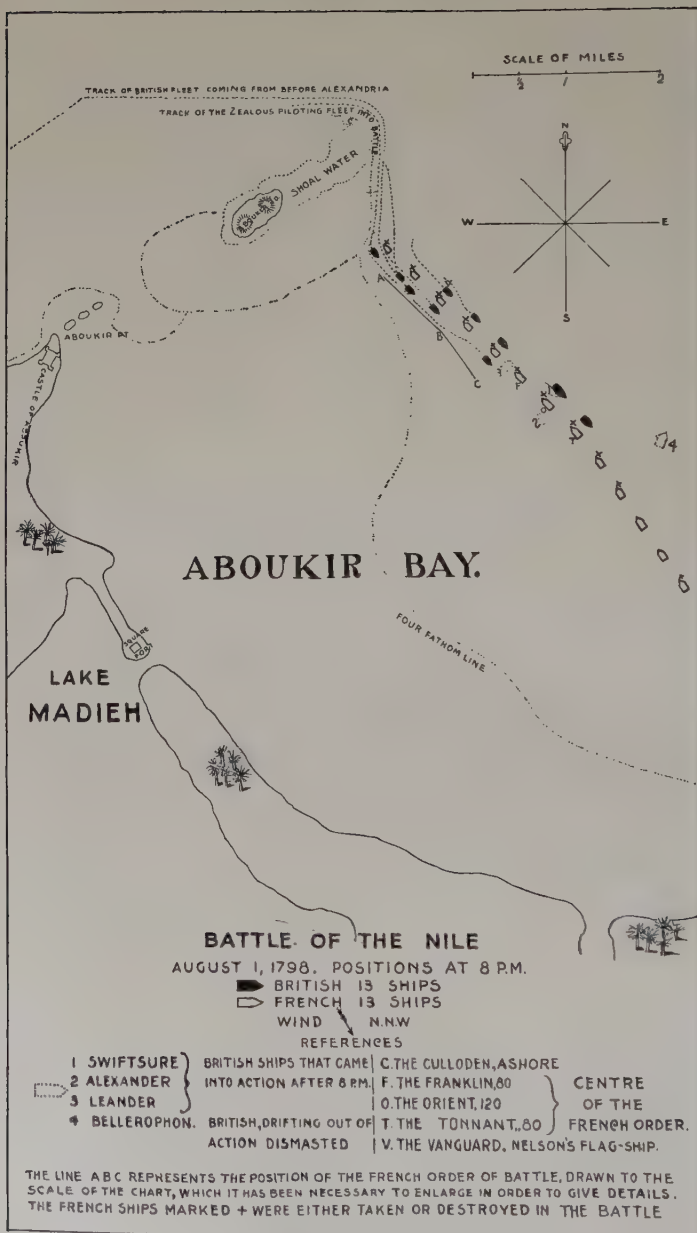 SCALE OF MILES
½ 1 2
TRACK OF BRITISH FLEET COMING FROM BEFORE ALEXANDRIA
TRACK OF THE ZEALOUS PILOTING FLEET INTO BATTLE
N
W E
S
SHOAL WATER
ABOUKIR
A
B
C
ABOUKIR PT
CASTLE OF ABOUKIR
1
2
3
4
ABOUKIR BAY.
FOUR FATHOM LINE
SQUARE
FORT
LAKE
MADIEH
BATTLE OF THE NILE
AUGUST 1, 1798. POSITIONS AT 8 P.M.
BRITISH 13 SHIPS
FRENCH 13 SHIPS
WIND N.N.W
REFERENCES
1 SWIFTSURE BRITISH SHIPS THAT CAME C. THE CULLODEN, ASHORE
2 ALEXANDER INTO ACTION AFTER 8 P.M. F. THE FRANKLIN, 80 CENTRE
3 LEANDER O. THE ORIENT, 120 OF THE
4 BELLEROPHON. BRITISH, DRIFTING OUT OF T. THE TONNANT, 80 FRENCH ORDER.
ACTION DISMASTED V. THE VANGUARD, NELSON'S FLAG-SHIP.
THE LINE ABC REPRESENTS THE POSITION OF THE FRENCH ORDER OF BATTLE, DRAWN TO THE
SCALE OF THE CHART, WHICH IT HAS BEEN NECESSARY TO ENLARGE IN ORDER TO GIVE DETAILS.
THE FRENCH SHIPS MARKED + WERE EITHER TAKEN OR DESTROYED IN THE BATTLE